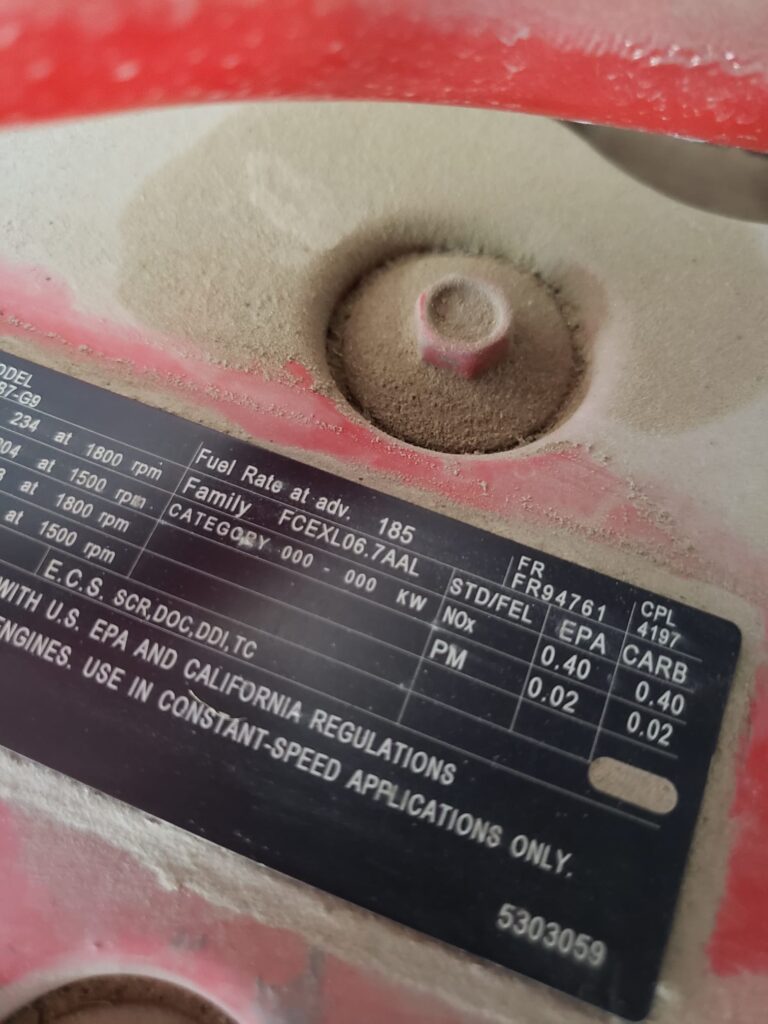 ODEL
B7-G9
234 at 1800 rpm
04 at 1500 rpm
at 1800 rpm
at 1500 rpm
Fuel Rate at adv. 185
Family FCEXL06.7AAL
CATEGORY 000 - 000 KW
E.C.S. SCR,DOC,DDI,TC
FR
FR94761
CPL
4197
STD/FEL EPA CARB
NOx 0.40 0.40
PM 0.02 0.02
WITH U.S. EPA AND CALIFORNIA REGULATIONS
ENGINES. USE IN CONSTANT-SPEED APPLICATIONS ONLY.
5303059